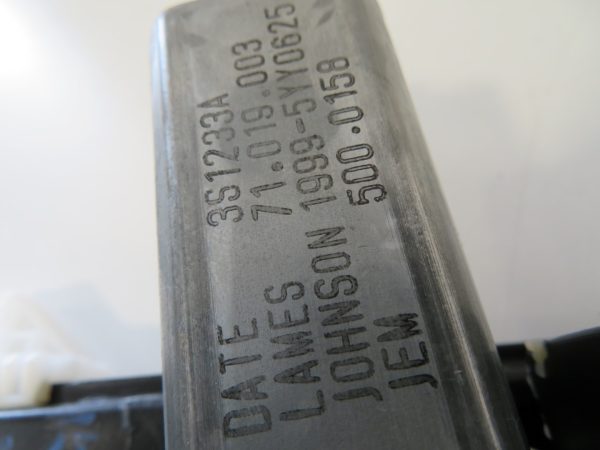 DATE 3S1233A
LAMES 71.019.003
JOHNSON 1999-5YY0625
JEM 500.0158